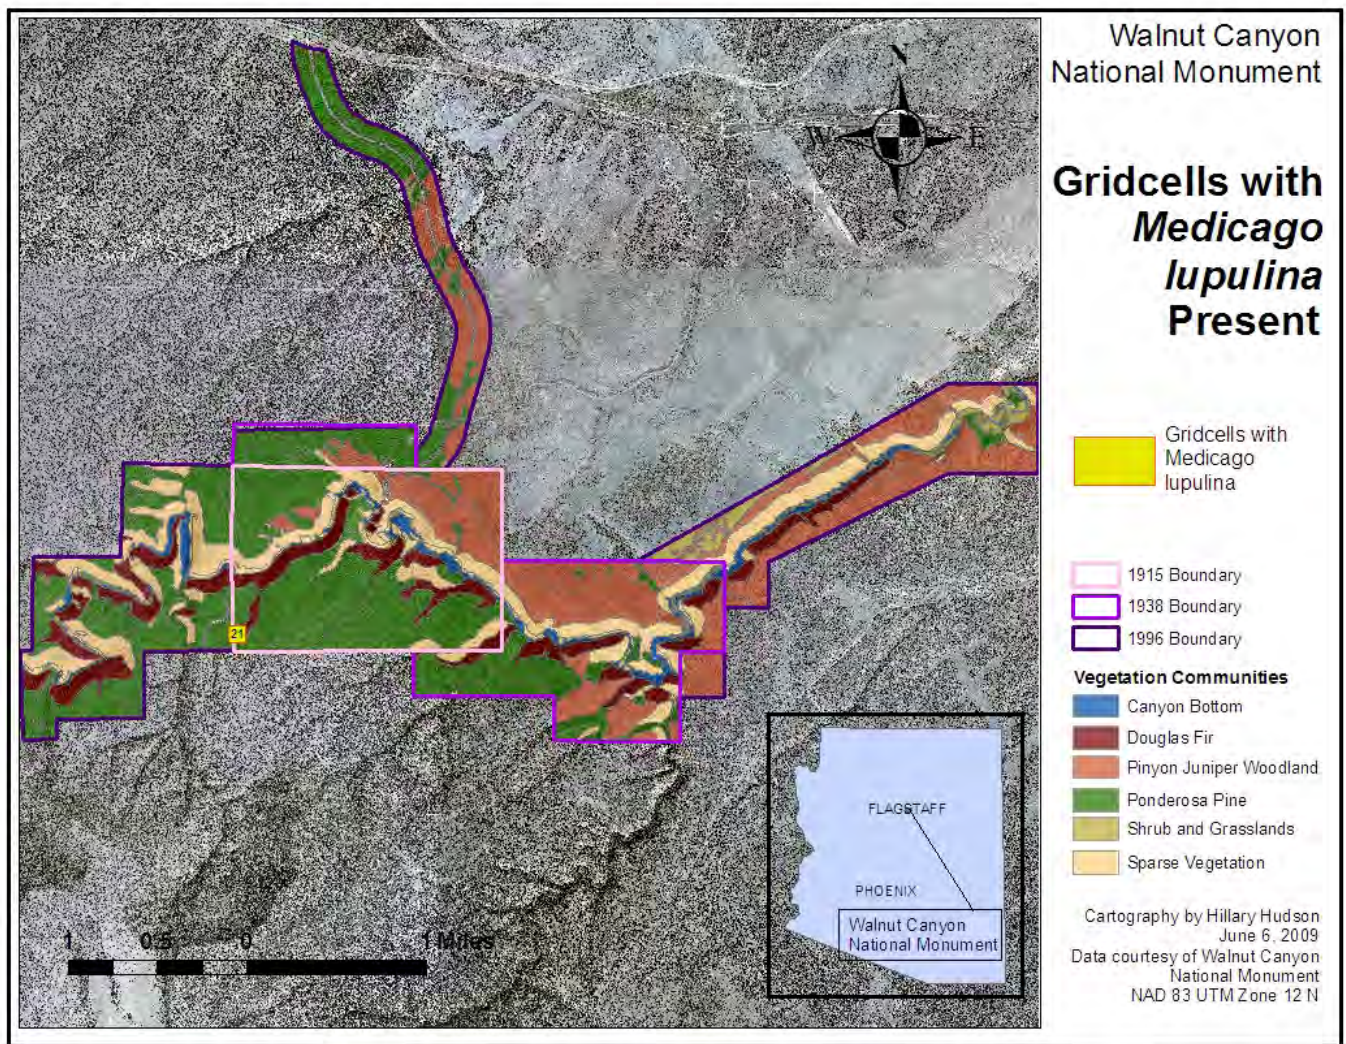 Walnut Canyon
National Monument
Gridcells with
Medicago
lupulina
Present
Gridcells with
Medicago
lupulina
1915 Boundary
1938 Boundary
1996 Boundary
Vegetation Communities
Canyon Bottom
Douglas Fir
Pinyon Juniper Woodland
Ponderosa Pine
Shrub and Grasslands
Sparse Vegetation
Cartography by Hillary Hudson
June 6, 2009
Data courtesy of Walnut Canyon
National Monument
NAD 83 UTM Zone 12 N
N
W E
S
21
FLAGSTAFF
PHOENIX
Walnut Canyon
National Monument
1 0.5 0 1 Miles